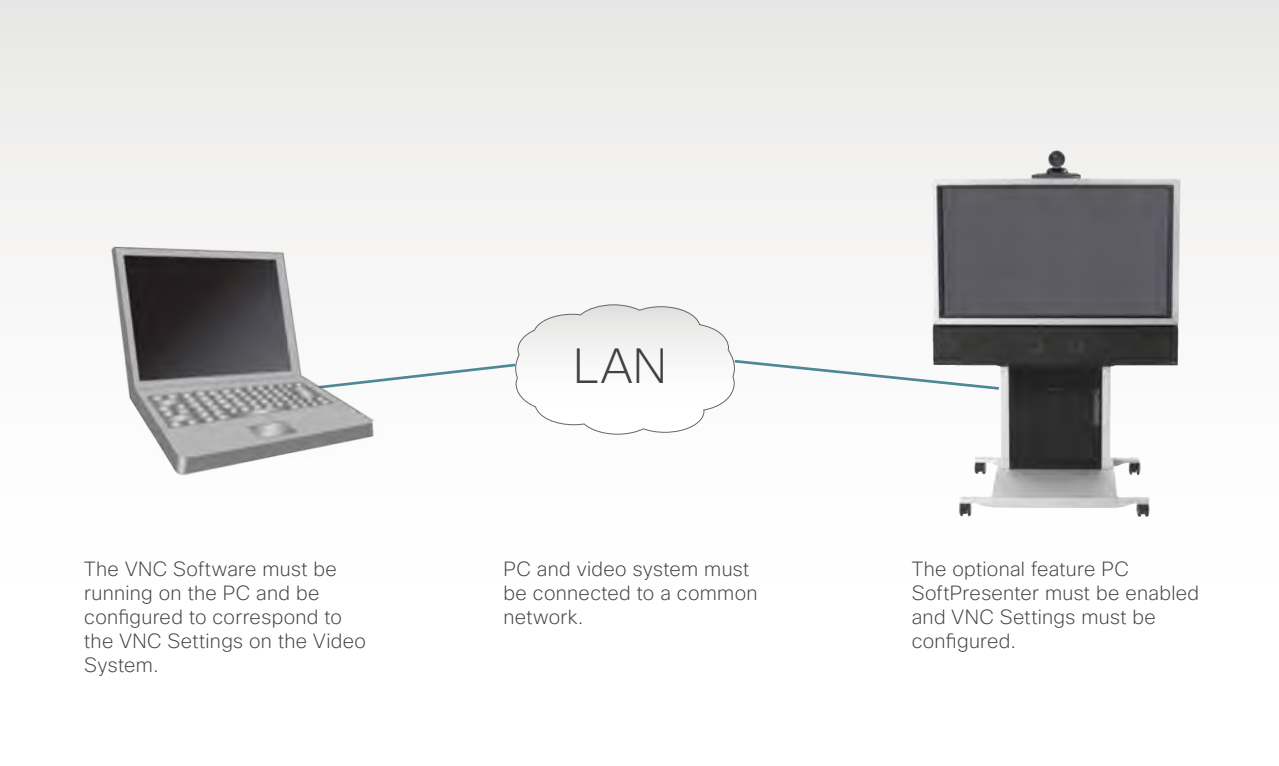 LAN
The VNC Software must be
running on the PC and be
configured to correspond to
the VNC Settings on the Video
System.
PC and video system must
be connected to a common
network.
The optional feature PC
SoftPresenter must be enabled
and VNC Settings must be
configured.